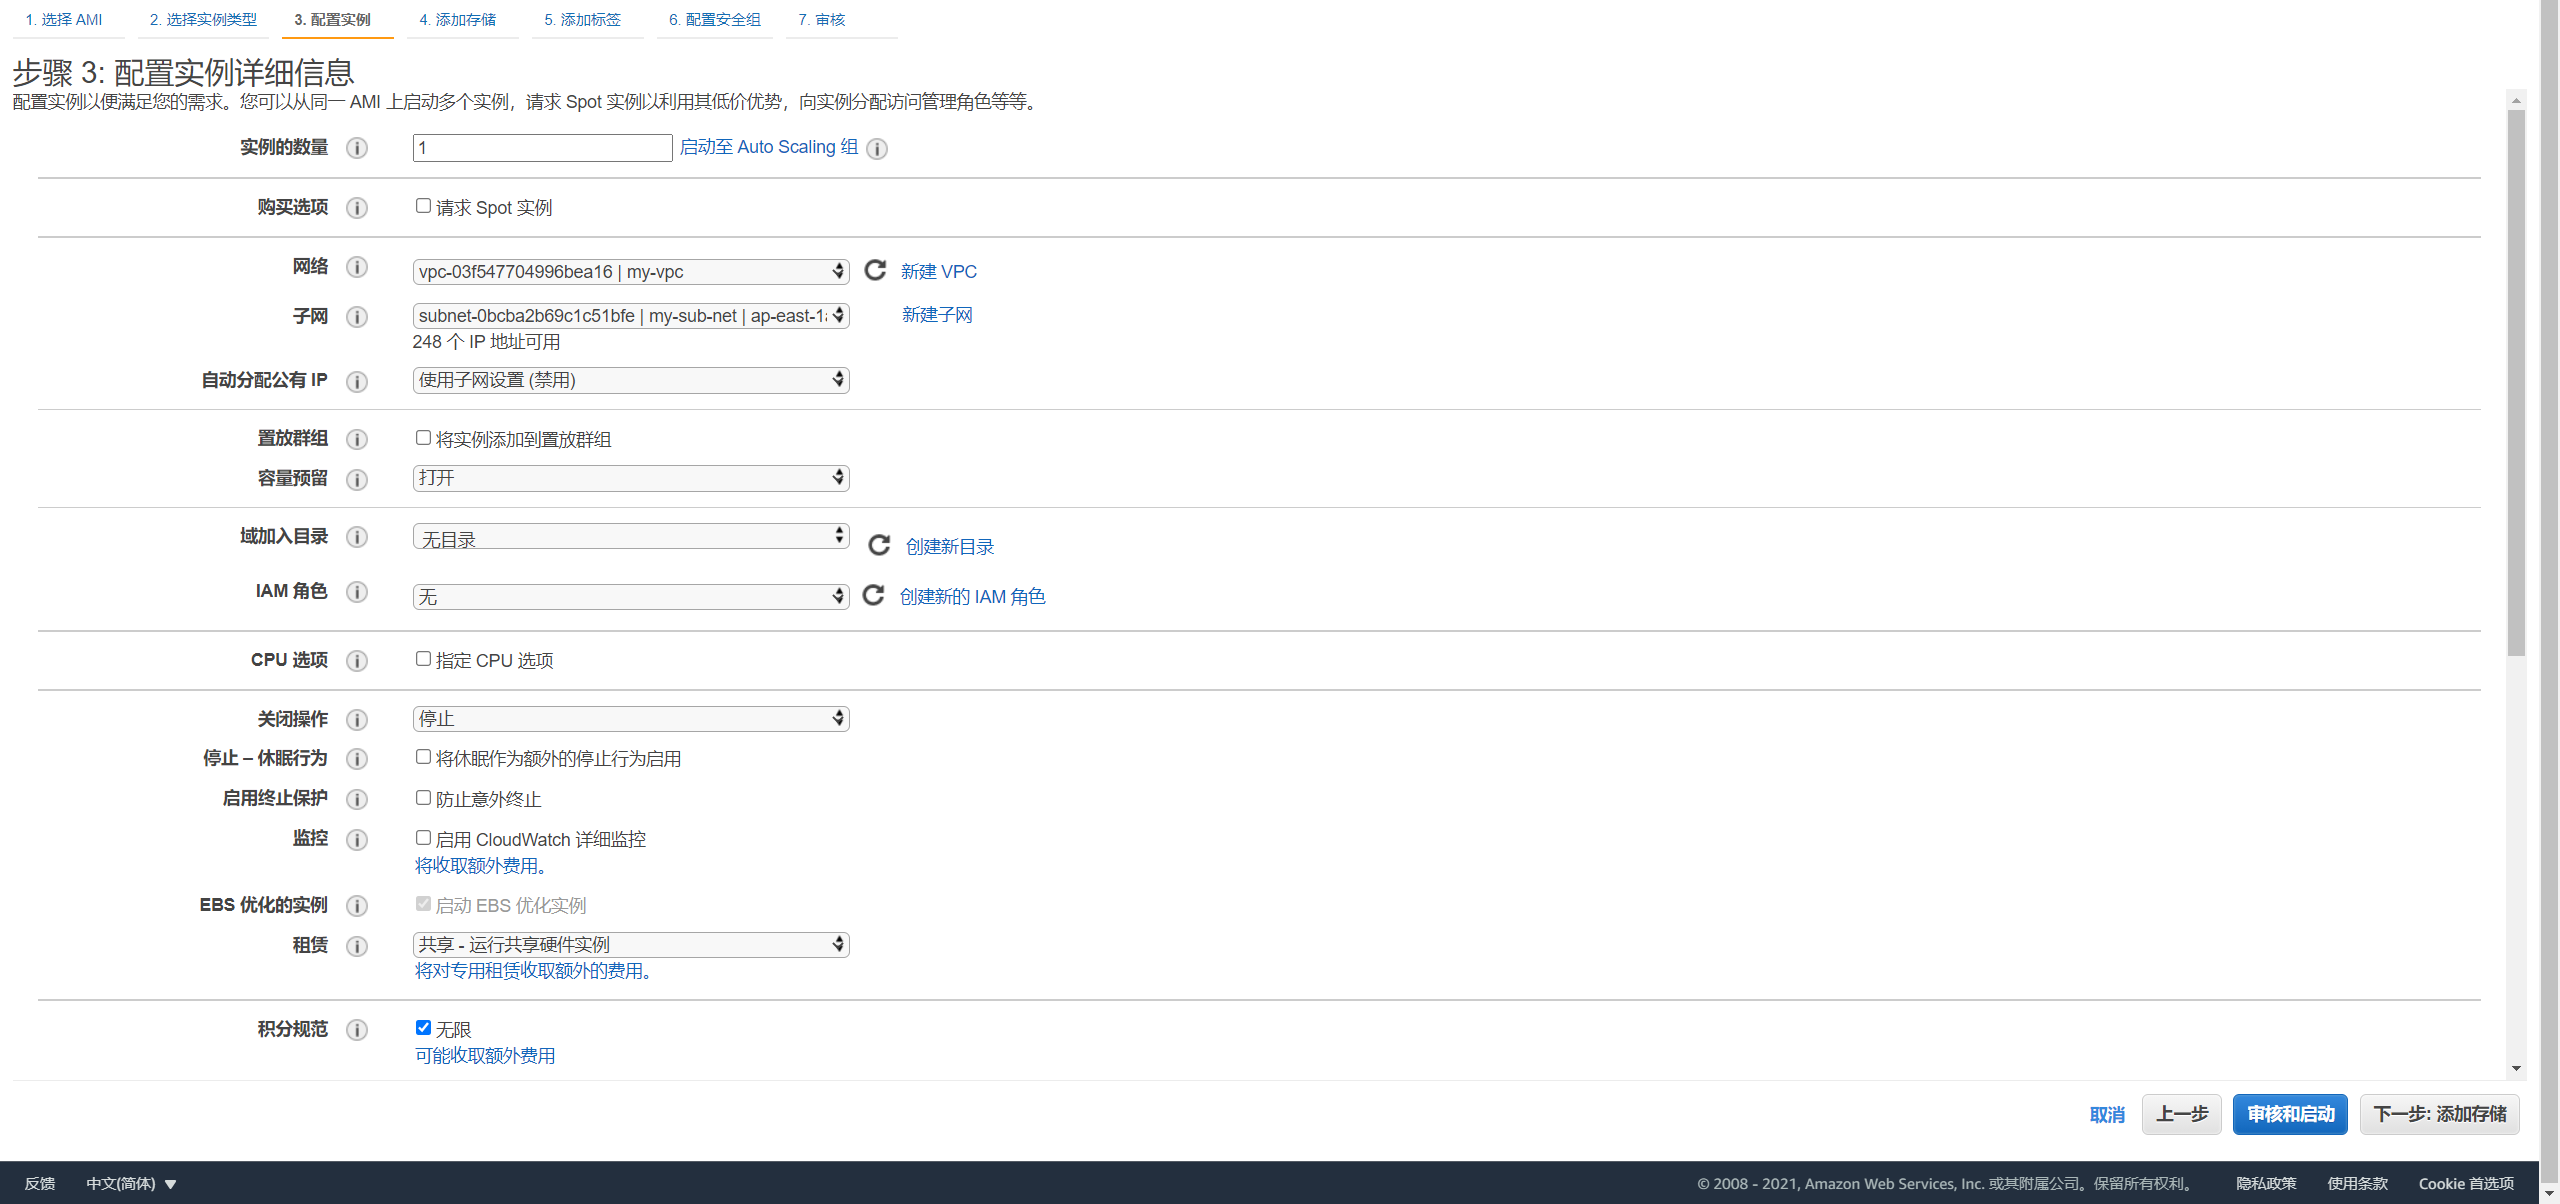 1. 选择 AMI 2. 选择实例类型 3. 配置实例 4. 添加存储 5. 添加标签 6. 配置安全组 7. 审核
步骤 3: 配置实例详细信息
配置实例以便满足您的需求。您可以从同一 AMI 上启动多个实例，请求 Spot 实例以利用其低价优势，向实例分配访问管理角色等等。
实例的数量 1 启动至 Auto Scaling 组
购买选项 请求 Spot 实例
网络 vpc-03f547704996bea16 | my-vpc 新建 VPC
子网 subnet-0bcba2b69c1c51bfe | my-sub-net | ap-east-1 新建子网
248 个 IP 地址可用
自动分配公有 IP 使用子网设置 (禁用)
置放群组 将实例添加到置放群组
容量预留 打开
域加入目录 无目录 创建新目录
IAM 角色 无 创建新的 IAM 角色
CPU 选项 指定 CPU 选项
关闭操作 停止
停止 – 休眠行为 将休眠作为额外的停止行为启用
启用终止保护 防止意外终止
监控 启用 CloudWatch 详细监控
将收取额外费用。
EBS 优化的实例 启动 EBS 优化实例
租赁 共享 - 运行共享硬件实例
将对专用租赁收取额外的费用。
积分规范 无限
可能收取额外费用
取消 上一步 审核和启动 下一步: 添加存储
反馈 中文(简体) © 2008 - 2021, Amazon Web Services, Inc. 或其附属公司。保留所有权利。 隐私政策 使用条款 Cookie 首选项